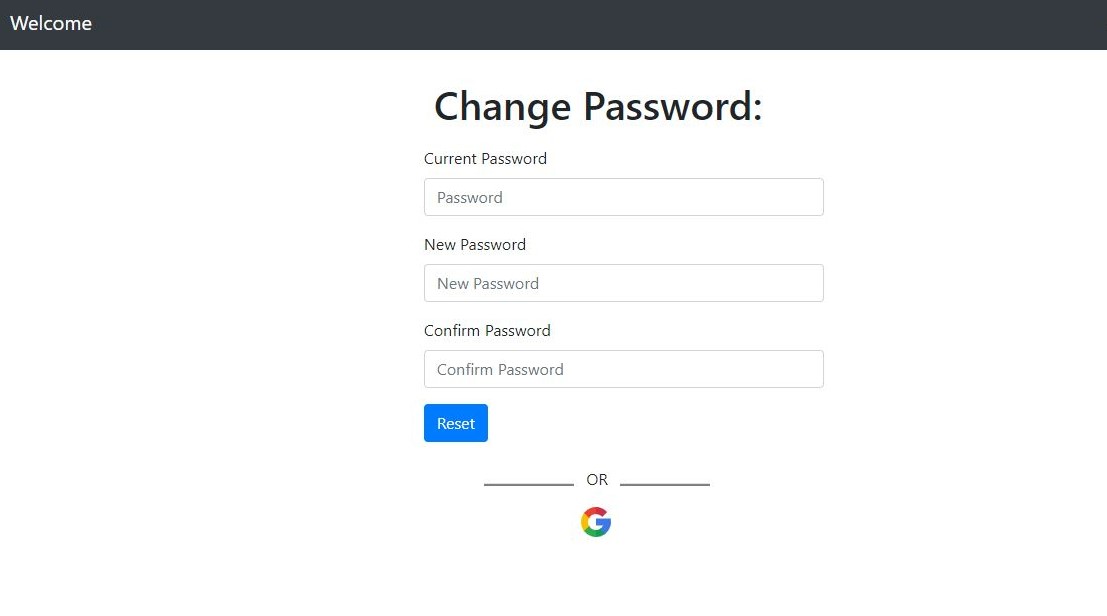 Welcome
Change Password:
Current Password
Password
New Password
New Password
Confirm Password
Confirm Password
Reset
OR
G